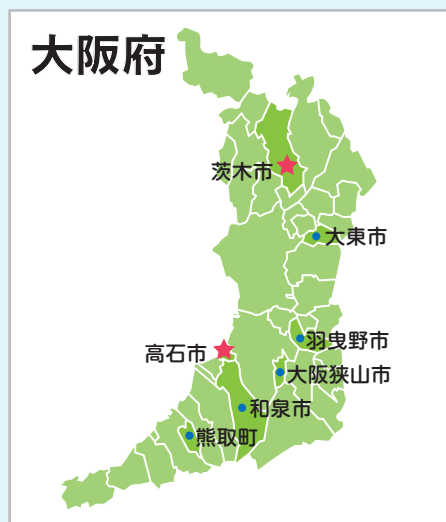 大阪府
茨木市
大東市
羽曳野市
高石市
大阪狭山市
和泉市
熊取町